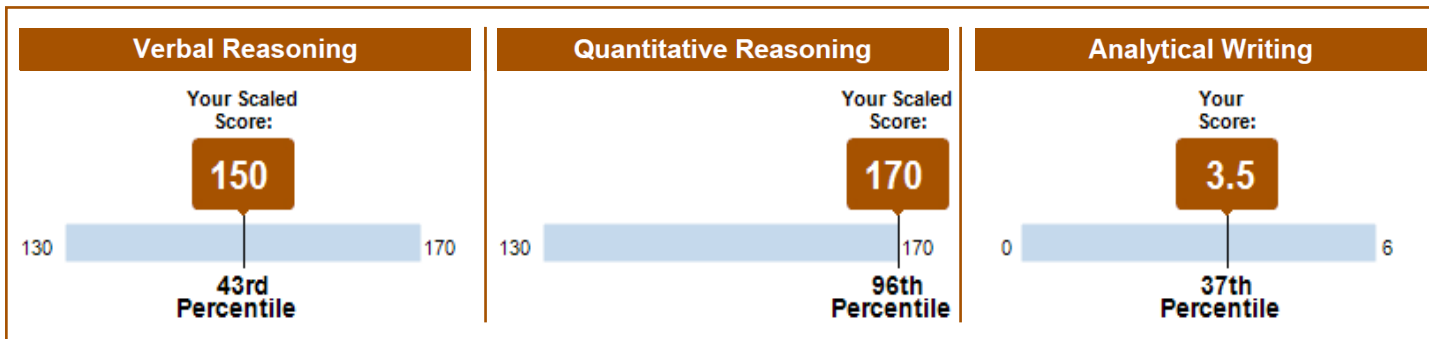 Verbal Reasoning
Your Scaled
Score:
150
130
170
43rd
Percentile
Quantitative Reasoning
Your Scaled
Score:
170
130
170
96th
Percentile
Analytical Writing
Your
Score:
3.5
0
6
37th
Percentile